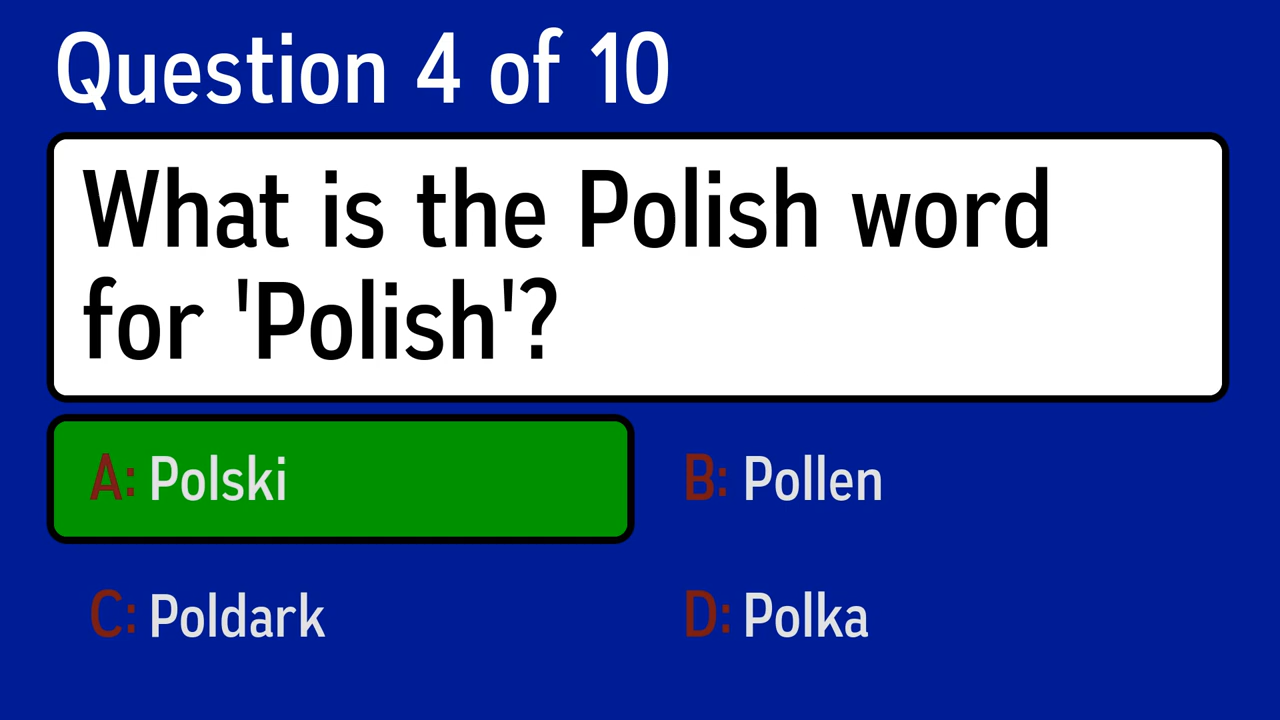 Question 4 of 10
What is the Polish word
for 'Polish'?
A: Polski
B: Pollen
C: Poldark
D: Polka